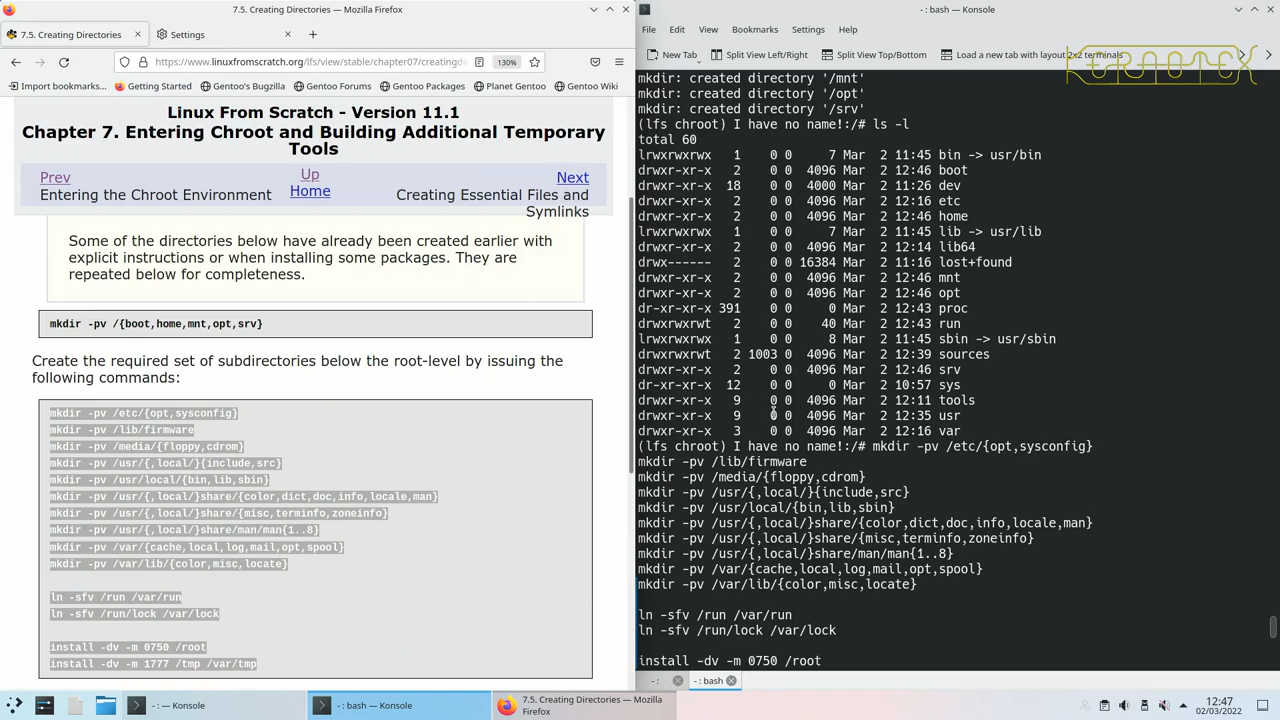 7.5. Creating Directories — Mozilla Firefox
7.5. Creating Directories
Settings
https://www.linuxfromscratch.org/lfs/view/stable/chapter07/creatingdi
130%
Import bookmarks...
Getting Started
Gentoo's Bugzilla
Gentoo Forums
Gentoo Packages
Planet Gentoo
Gentoo Wiki
Linux From Scratch - Version 11.1
Chapter 7. Entering Chroot and Building Additional Temporary
Tools
Prev
Up
Next
Entering the Chroot Environment
Home
Creating Essential Files and
Symlinks
Some of the directories below have already been created earlier with
explicit instructions or when installing some packages. They are
repeated below for completeness.
mkdir -pv /{boot,home,mnt,opt,srv}
Create the required set of subdirectories below the root-level by issuing the
following commands:
mkdir -pv /etc/{opt,sysconfig}
mkdir -pv /lib/firmware
mkdir -pv /media/{floppy,cdrom}
mkdir -pv /usr/{,local/}{include,src}
mkdir -pv /usr/local/{bin,lib,sbin}
mkdir -pv /usr/{,local/}share/{color,dict,doc,info,locale,man}
mkdir -pv /usr/{,local/}share/{misc,terminfo,zoneinfo}
mkdir -pv /usr/{,local/}share/man/man{1..8}
mkdir -pv /var/{cache,local,log,mail,opt,spool}
mkdir -pv /var/lib/{color,misc,locate}
ln -sfv /run /var/run
ln -sfv /run/lock /var/lock
install -dv -m 0750 /root
install -dv -m 1777 /tmp /var/tmp
- : bash — Konsole
File Edit View Bookmarks Settings Help
New Tab
Split View Left/Right
Split View Top/Bottom
Load a new tab with layout 2x2 terminals
KERNOTEX
mkdir: created directory '/mnt'
mkdir: created directory '/opt'
mkdir: created directory '/srv'
(lfs chroot) I have no name!:/# ls -l
total 60
lrwxrwxrwx 1 0 0 7 Mar 2 11:45 bin -> usr/bin
drwxr-xr-x 2 0 0 4096 Mar 2 12:46 boot
drwxr-xr-x 18 0 0 4000 Mar 2 11:26 dev
drwxr-xr-x 2 0 0 4096 Mar 2 12:16 etc
drwxr-xr-x 2 0 0 4096 Mar 2 12:46 home
lrwxrwxrwx 1 0 0 7 Mar 2 11:45 lib -> usr/lib
drwxr-xr-x 2 0 0 4096 Mar 2 12:14 lib64
drwx------ 2 0 0 16384 Mar 2 11:16 lost+found
drwxr-xr-x 2 0 0 4096 Mar 2 12:46 mnt
drwxr-xr-x 2 0 0 4096 Mar 2 12:46 opt
dr-xr-xr-x 391 0 0 0 Mar 2 12:43 proc
drwxrwxrwt 2 0 0 40 Mar 2 12:43 run
lrwxrwxrwx 1 0 0 8 Mar 2 11:45 sbin -> usr/sbin
drwxrwxrwt 2 1003 0 4096 Mar 2 12:39 sources
drwxr-xr-x 2 0 0 4096 Mar 2 12:46 srv
dr-xr-xr-x 12 0 0 0 Mar 2 10:57 sys
drwxr-xr-x 9 0 0 4096 Mar 2 12:11 tools
drwxr-xr-x 9 0 0 4096 Mar 2 12:35 usr
drwxr-xr-x 3 0 0 4096 Mar 2 12:16 var
(lfs chroot) I have no name!:/# mkdir -pv /etc/{opt,sysconfig}
mkdir -pv /lib/firmware
mkdir -pv /media/{floppy,cdrom}
mkdir -pv /usr/{,local/}{include,src}
mkdir -pv /usr/local/{bin,lib,sbin}
mkdir -pv /usr/{,local/}share/{color,dict,doc,info,locale,man}
mkdir -pv /usr/{,local/}share/{misc,terminfo,zoneinfo}
mkdir -pv /usr/{,local/}share/man/man{1..8}
mkdir -pv /var/{cache,local,log,mail,opt,spool}
mkdir -pv /var/lib/{color,misc,locate}
ln -sfv /run /var/run
ln -sfv /run/lock /var/lock
install -dv -m 0750 /root
- :
- : bash
- : — Konsole
- : bash — Konsole
7.5. Creating Directories — Mozilla
Firefox
12:47
02/03/2022